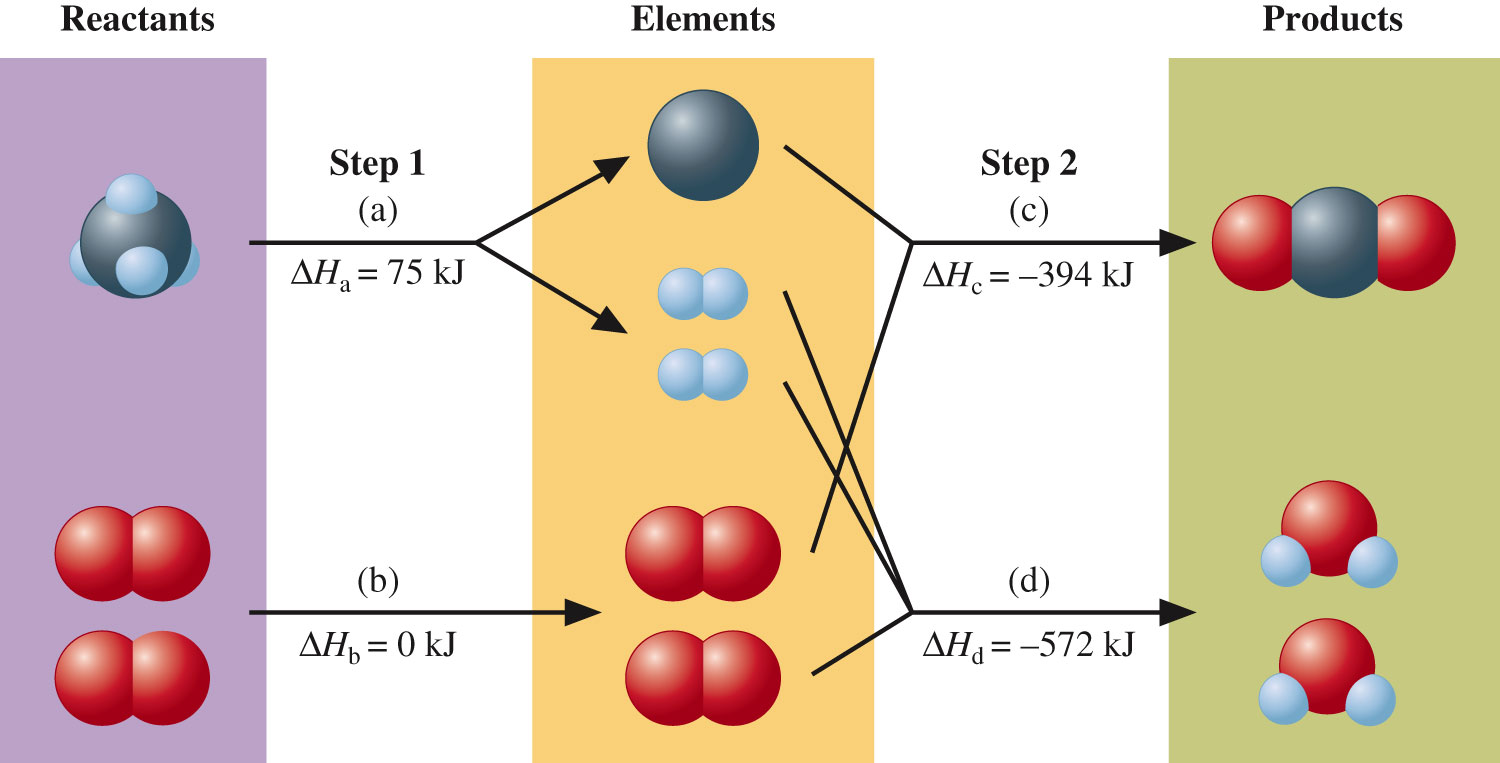 Reactants
Elements
Products
Step 1
(a)
ΔHa = 75 kJ
Step 2
(c)
ΔHc = –394 kJ
(b)
ΔHb = 0 kJ
(d)
ΔHd = –572 kJ